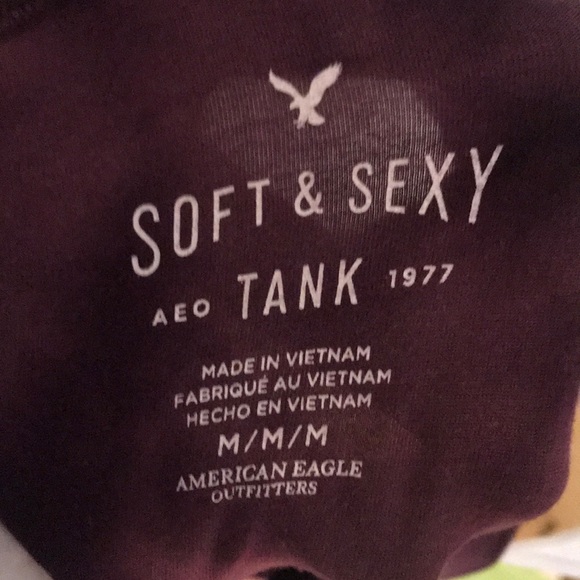 SOFT & SEXY
AEO TANK 1977
MADE IN VIETNAM
FABRIQUÉ AU VIETNAM
HECHO EN VIETNAM
M/M/M
AMERICAN EAGLE
OUTFITTERS